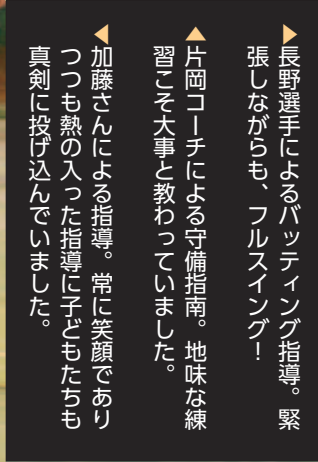 ▶長野選手によるバッティング指導。緊
張しながらも、フルスイング！
▲片岡コーチによる守備指南。地味な練
習こそ大事と教わっていました。
◀加藤さんによる指導。常に笑顔であり
つつも熱の入った指導に子どもたちも
真剣に投げ込んでいました。